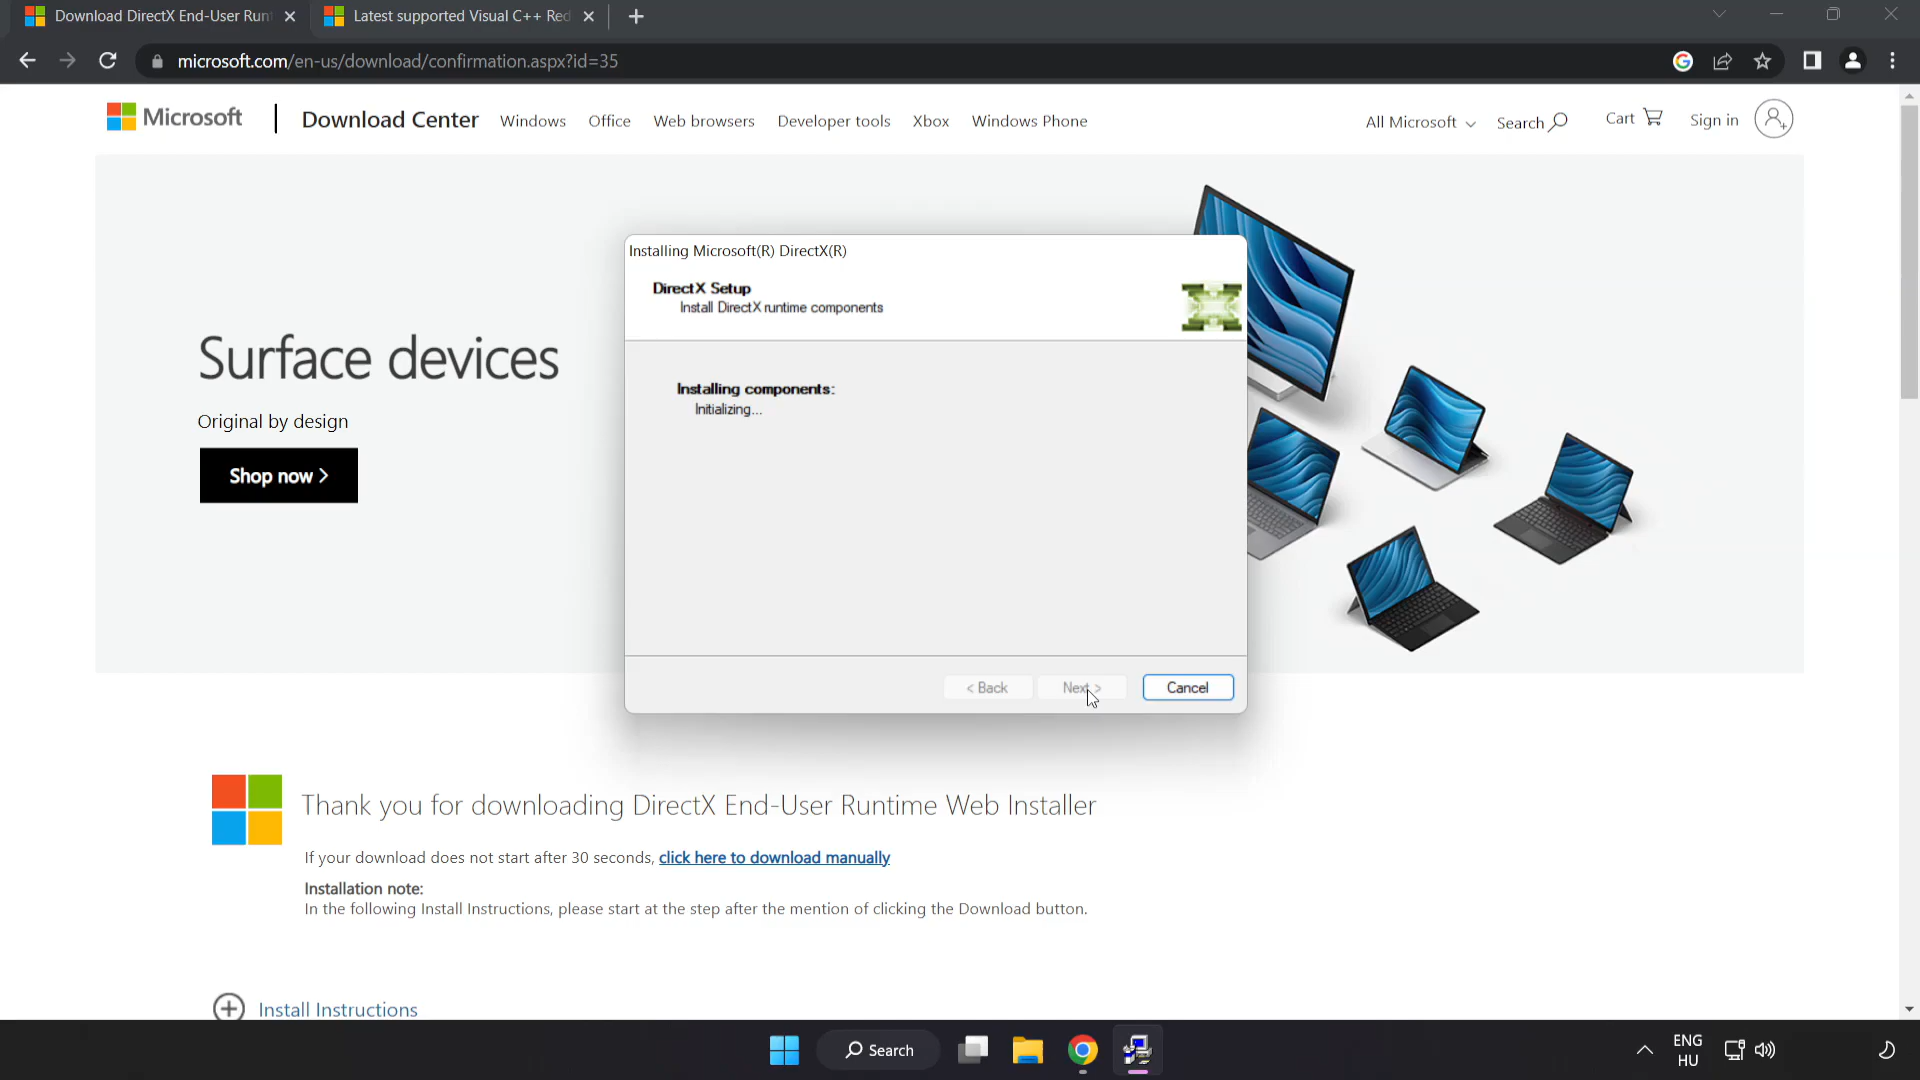 Download DirectX End-User Run
Latest supported Visual C++ Red
microsoft.com/en-us/download/confirmation.aspx?id=35
Microsoft
Download Center
Windows
Office
Web browsers
Developer tools
Xbox
Windows Phone
All Microsoft
Search
Cart
Sign in
Surface devices
Original by design
Shop now >
Installing Microsoft(R) DirectX(R)
DirectX Setup
Install DirectX runtime components
Installing components:
Initializing...
< Back
Next >
Cancel
Thank you for downloading DirectX End-User Runtime Web Installer
If your download does not start after 30 seconds, click here to download manually
Installation note:
In the following Install Instructions, please start at the step after the mention of clicking the Download button.
Install Instructions
Search
ENG
HU